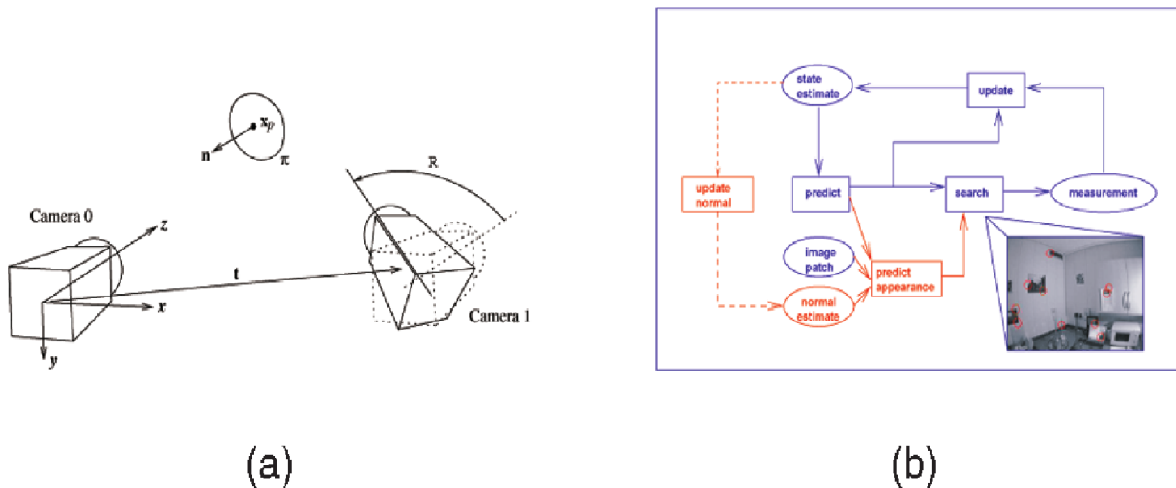 x_p
n
π
R
Camera 0
z
t
x
Camera 1
y
(a)
state
estimate
update
update
normal
predict
search
measurement
image
patch
predict
appearance
normal
estimate
(b)